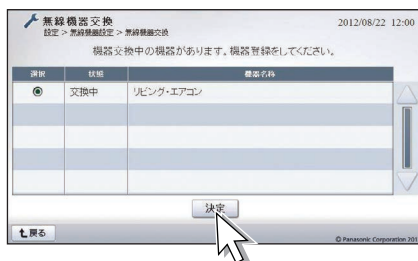 無線機器交換
2012/08/22 12:00
設定 > 無線機器設定 > 無線機器交換
機器交換中の機器があります。機器登録をしてください。
選択 状態 機器名称
交換中 リビング・エアコン
決定
戻る
© Panasonic Corporation 201